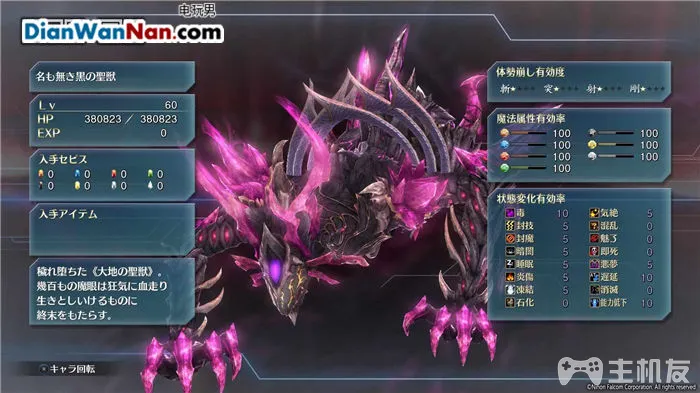 电玩男
DianWanNan.com
名も無き黒の聖獣
Lv 60
HP 380823 / 380823
EXP 0
入手セピス
0 0 0 0
0 0 0 0
入手アイテム
穢れ堕ちた《大地の聖獣》。
幾百もの魔眼は狂気に血走り
生きとしいけるものに
終末をもたらす。
キャラ回転
体勢崩し有効度
斬 ★★★★ 突 ★★★★ 射 ★★★★ 剛 ★★★★
魔法属性有効率
100 100
100 100
100 100
100
状態変化有効率
毒 10 気絶 5
封技 5 混乱 0
封魔 5 魅了 5
暗闇 5 即死 0
睡眠 5 悪夢 5
炎傷 5 遅延 10
凍結 5 消滅 0
石化 0 能力低下 10
主机友
©Nihon Falcom Corporation. All rights reserved.